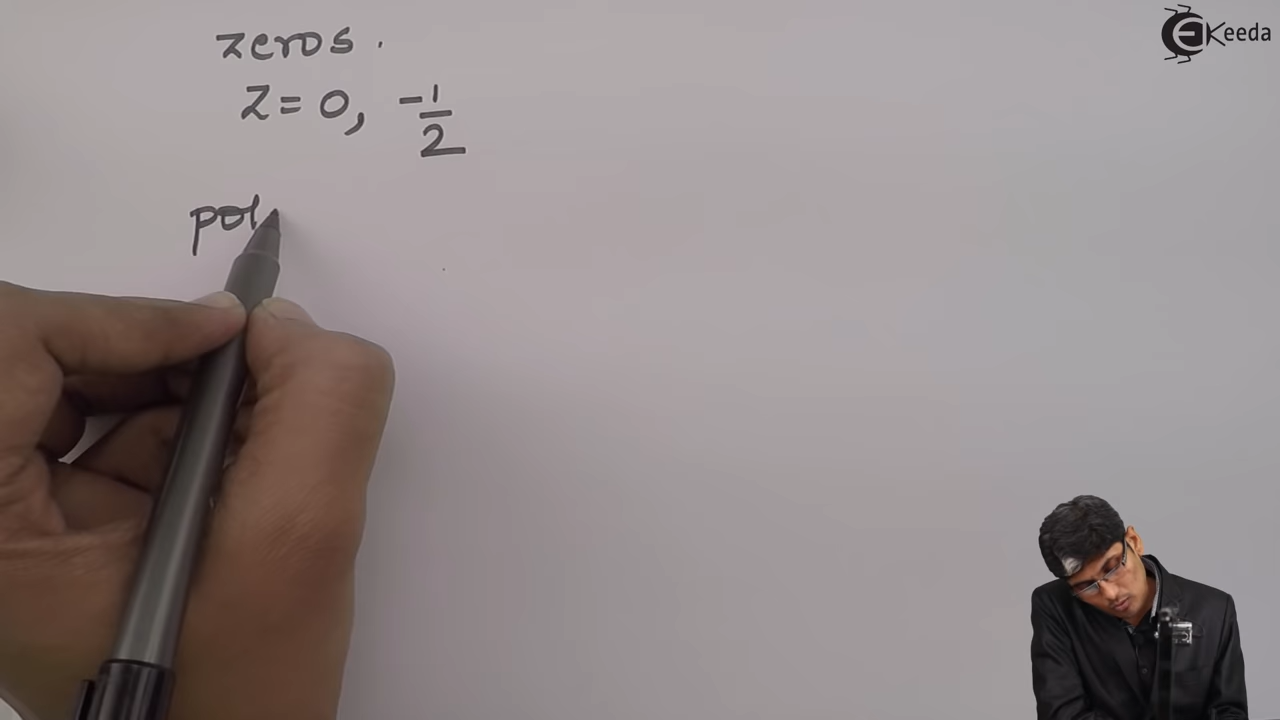 zeros.
Z = 0, -1/2
pol
EKeeda